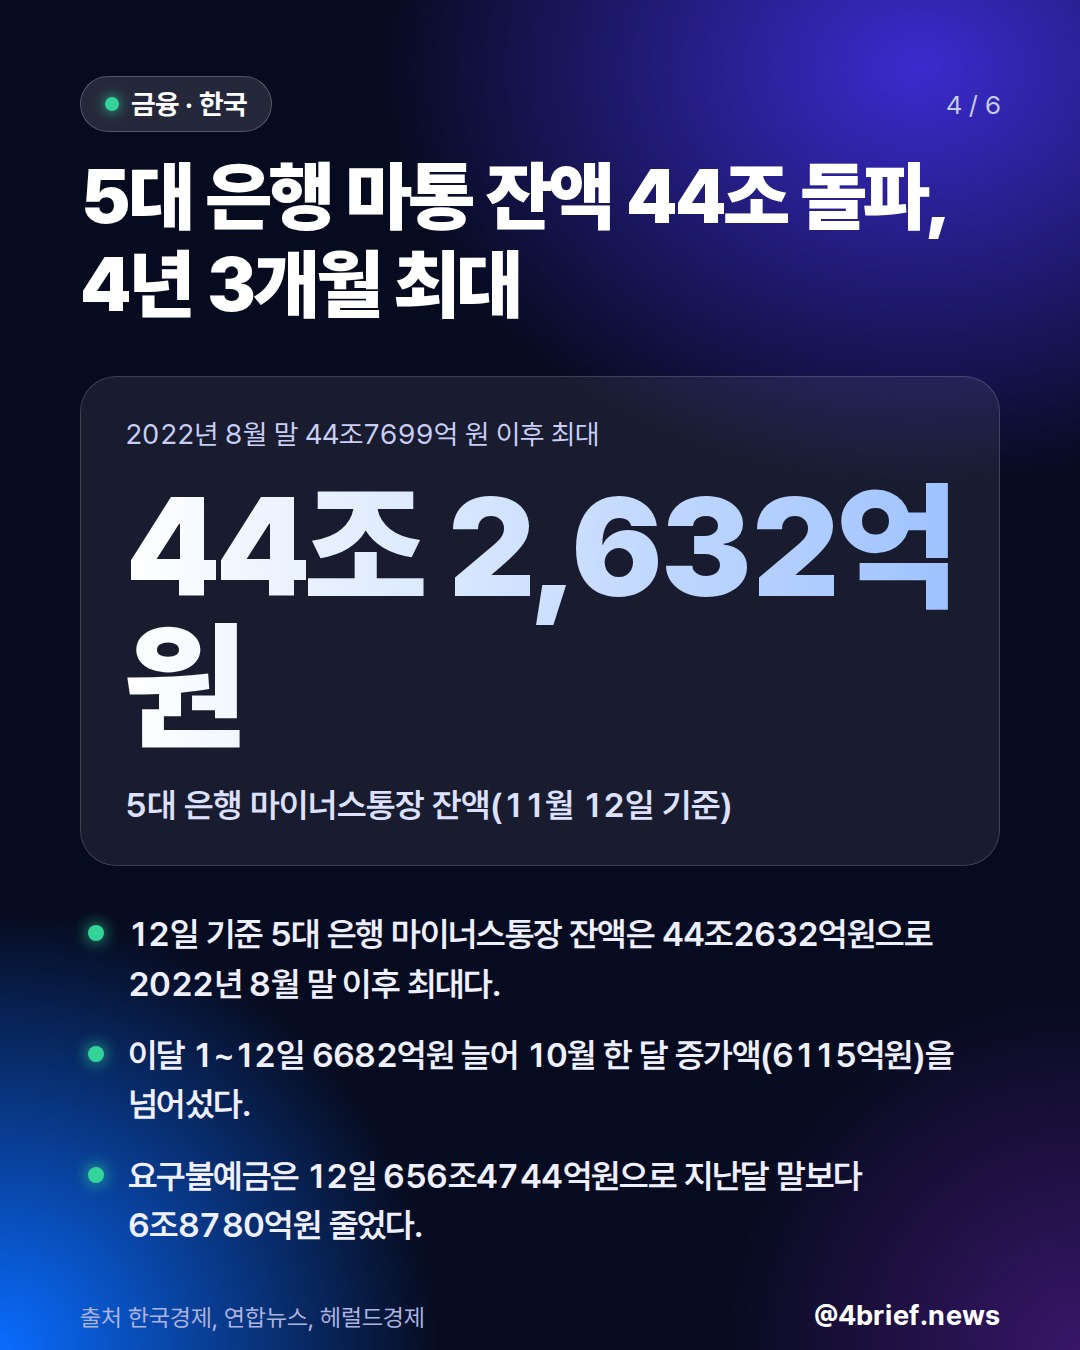 금융 · 한국
4 / 6
5대 은행 마통 잔액 44조 돌파,
4년 3개월 최대
2022년 8월 말 44조7699억 원 이후 최대
44조 2,632억
원
5대 은행 마이너스통장 잔액(11월 12일 기준)
12일 기준 5대 은행 마이너스통장 잔액은 44조2632억원으로
2022년 8월 말 이후 최대다.
이달 1~12일 6682억원 늘어 10월 한 달 증가액(6115억원)을
넘어섰다.
요구불예금은 12일 656조4744억원으로 지난달 말보다
6조8780억원 줄었다.
출처 한국경제, 연합뉴스, 헤럴드경제
@4brief.news